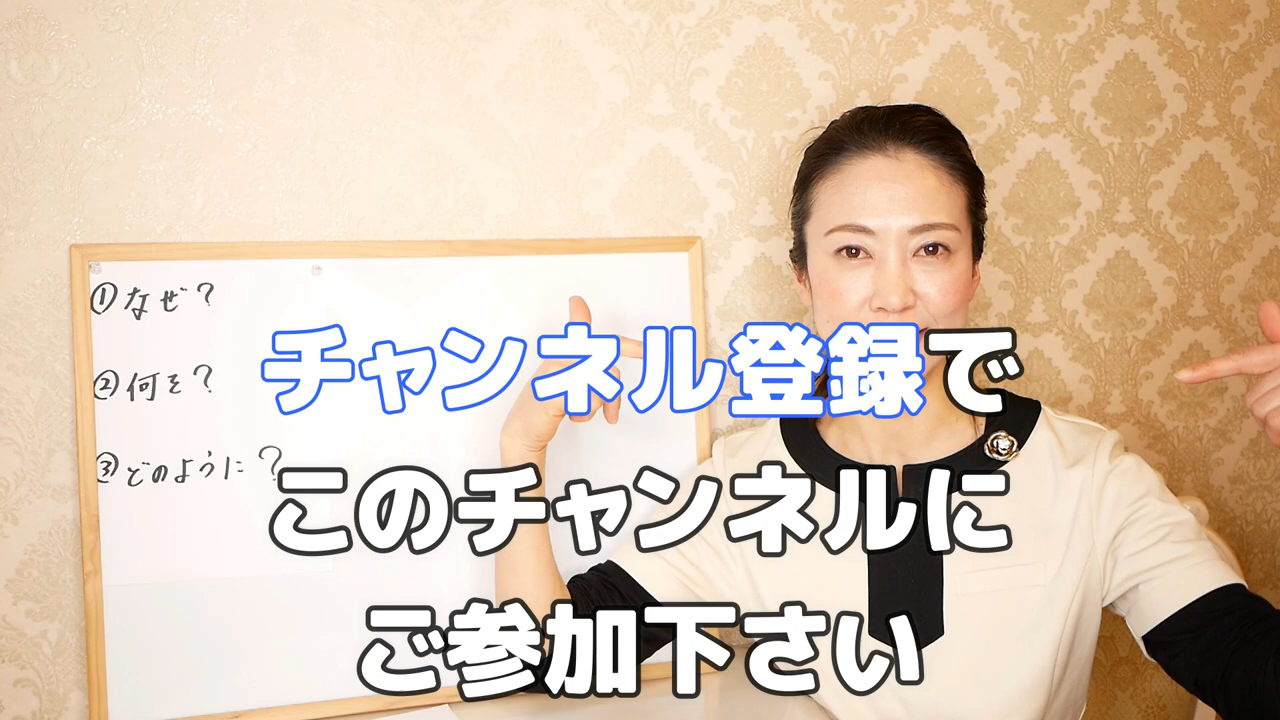 ①なぜ?
②何を?
③どのように?
チャンネル登録で
このチャンネルに
ご参加下さい